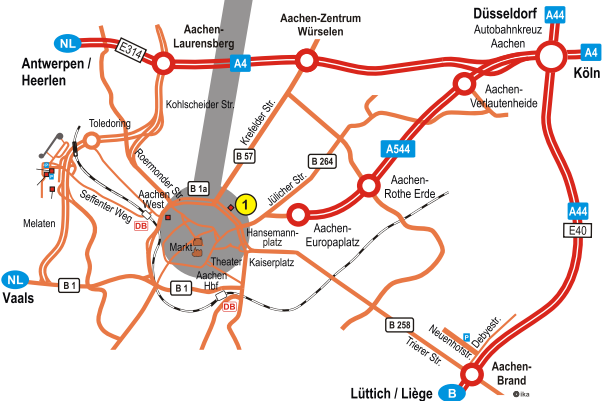 Düsseldorf
A44
Autobahnkreuz
Aachen
A4
Köln
Aachen-Zentrum
Würselen
Aachen-
Laurensberg
NL
E314
A4
Antwerpen /
Heerlen
Kohlscheider Str.
Krefelder Str.
Aachen-
Verlautenheide
Toledoring
A544
B 57
Roermonder Str.
B 264
Jülicher Str.
B 1a
Aachen-
Rothe Erde
Aachen
West
Seffenter Weg
1
A44
E40
Melaten
DB
Hansemann-
platz
Aachen-
Europaplatz
Markt
Theater
Kaiserplatz
NL
Vaals
B 1
B 1
Aachen
Hbf
DB
B 258
Trierer Str.
Neuenhofstr.
Debyestr.
P
Aachen-
Brand
Lüttich / Liège
B
ika